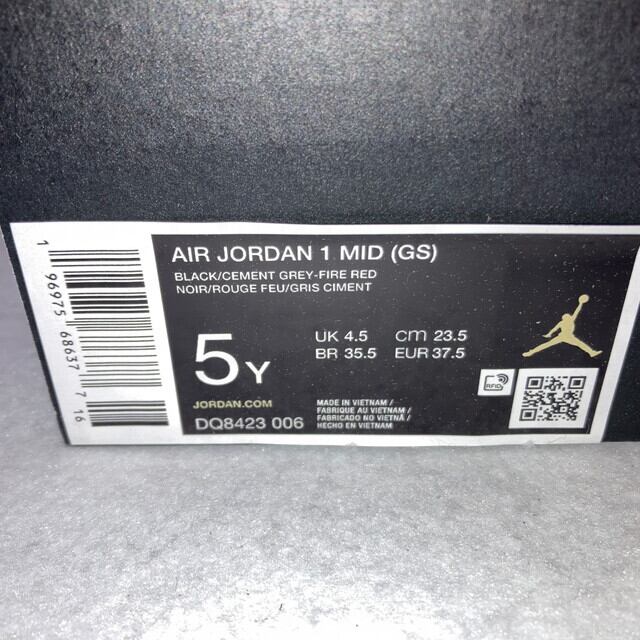 1 96975 68637 7 16
AIR JORDAN 1 MID (GS)
BLACK/CEMENT GREY-FIRE RED
NOIR/ROUGE FEU/GRIS CIMENT
5Y
UK 4.5 cm 23.5
BR 35.5 EUR 37.5
JORDAN.COM
DQ8423 006
MADE IN VIETNAM /
FABRIQUE AU VIETNAM /
FABRICADO NO VIETNÃ /
HECHO EN VIETNAM
RFID